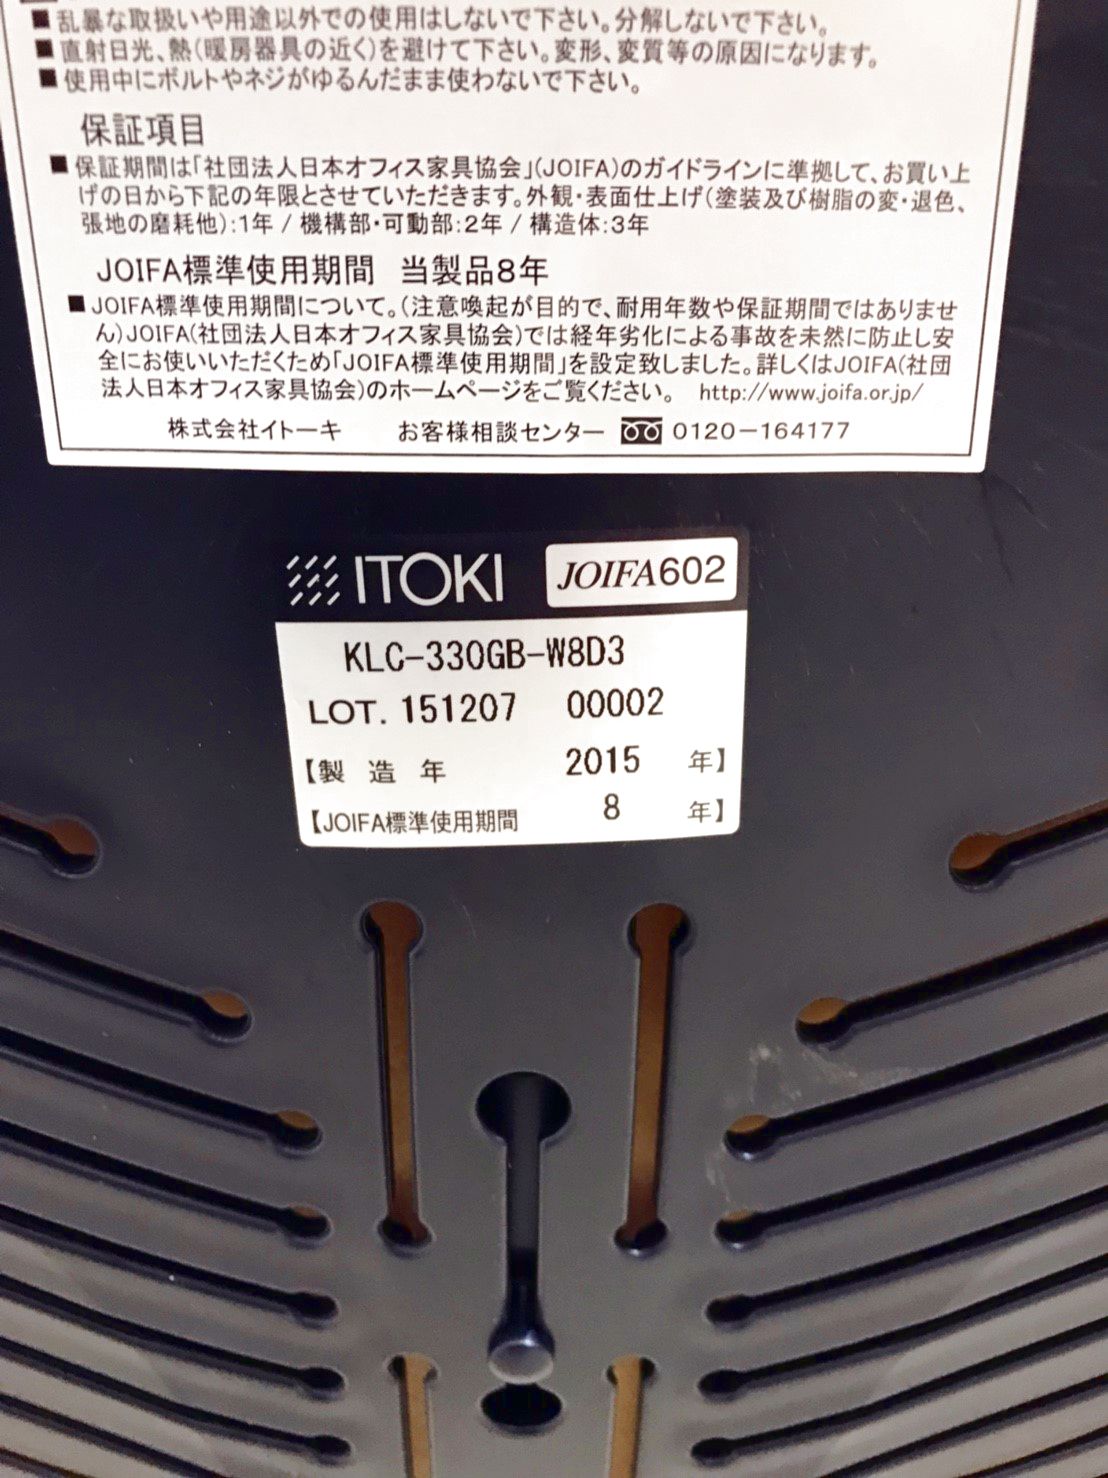 ■乱暴な取扱いや用途以外での使用はしないで下さい。分解しないで下さい。
■直射日光、熱(暖房器具の近く)を避けて下さい。変形、変質等の原因になります。
■使用中にボルトやネジがゆるんだまま使わないで下さい。
保証項目
■保証期間は「社団法人日本オフィス家具協会」(JOIFA)のガイドラインに準拠して、お買い上
げの日から下記の年限とさせていただきます。外観・表面仕上げ(塗装及び樹脂の変・退色、
張地の磨耗他):1年 / 機構部・可動部:2年 / 構造体:3年
JOIFA標準使用期間 当製品8年
■JOIFA標準使用期間について。(注意喚起が目的で、耐用年数や保証期間ではありませ
ん)JOIFA(社団法人日本オフィス家具協会)では経年劣化による事故を未然に防止し安
全にお使いいただくため「JOIFA標準使用期間」を設定致しました。詳しくはJOIFA(社団
法人日本オフィス家具協会)のホームページをご覧ください。 http://www.joifa.or.jp/
株式会社イトーキ お客様相談センター 0120-164177
ITOKI JOIFA602
KLC-330GB-W8D3
LOT. 151207 00002
【製 造 年 2015 年】
【JOIFA標準使用期間 8 年】